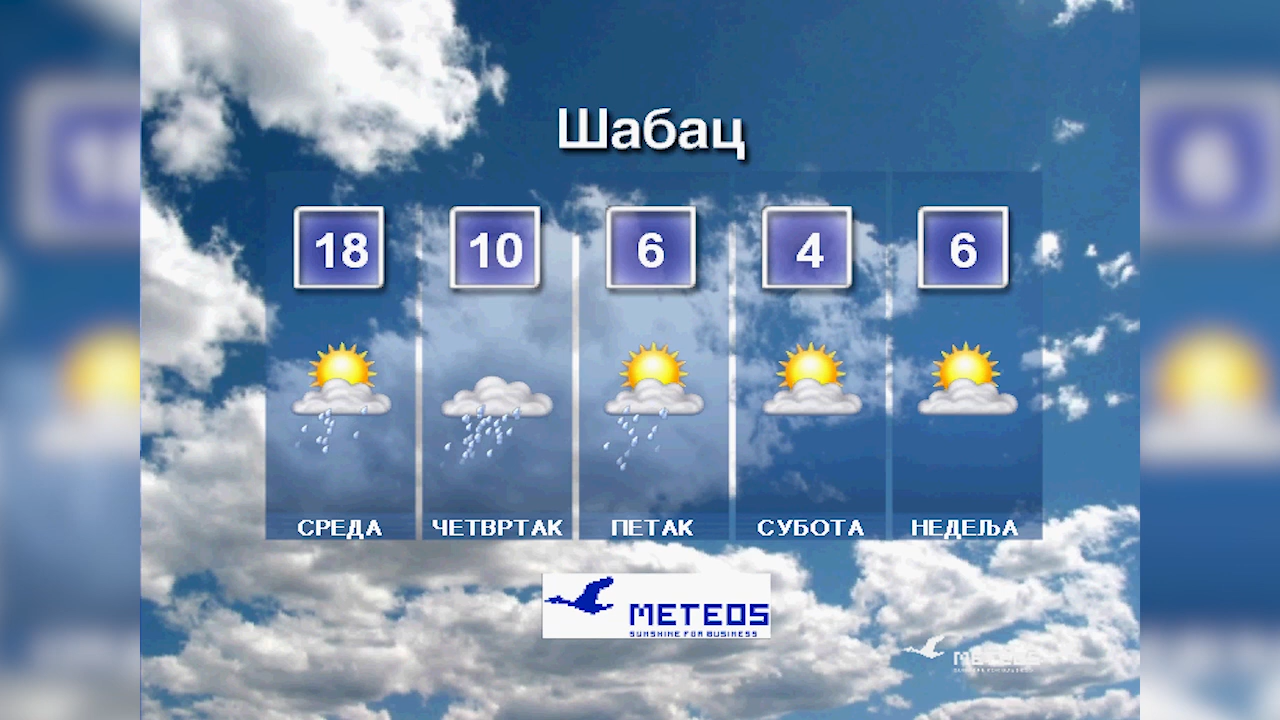 Шабац
18 10 6 4 6
СРЕДА ЧЕТВРТАК ПЕТАК СУБОТА НЕДЕЉА
METEOS
SUNSHINE FOR BUSINESS